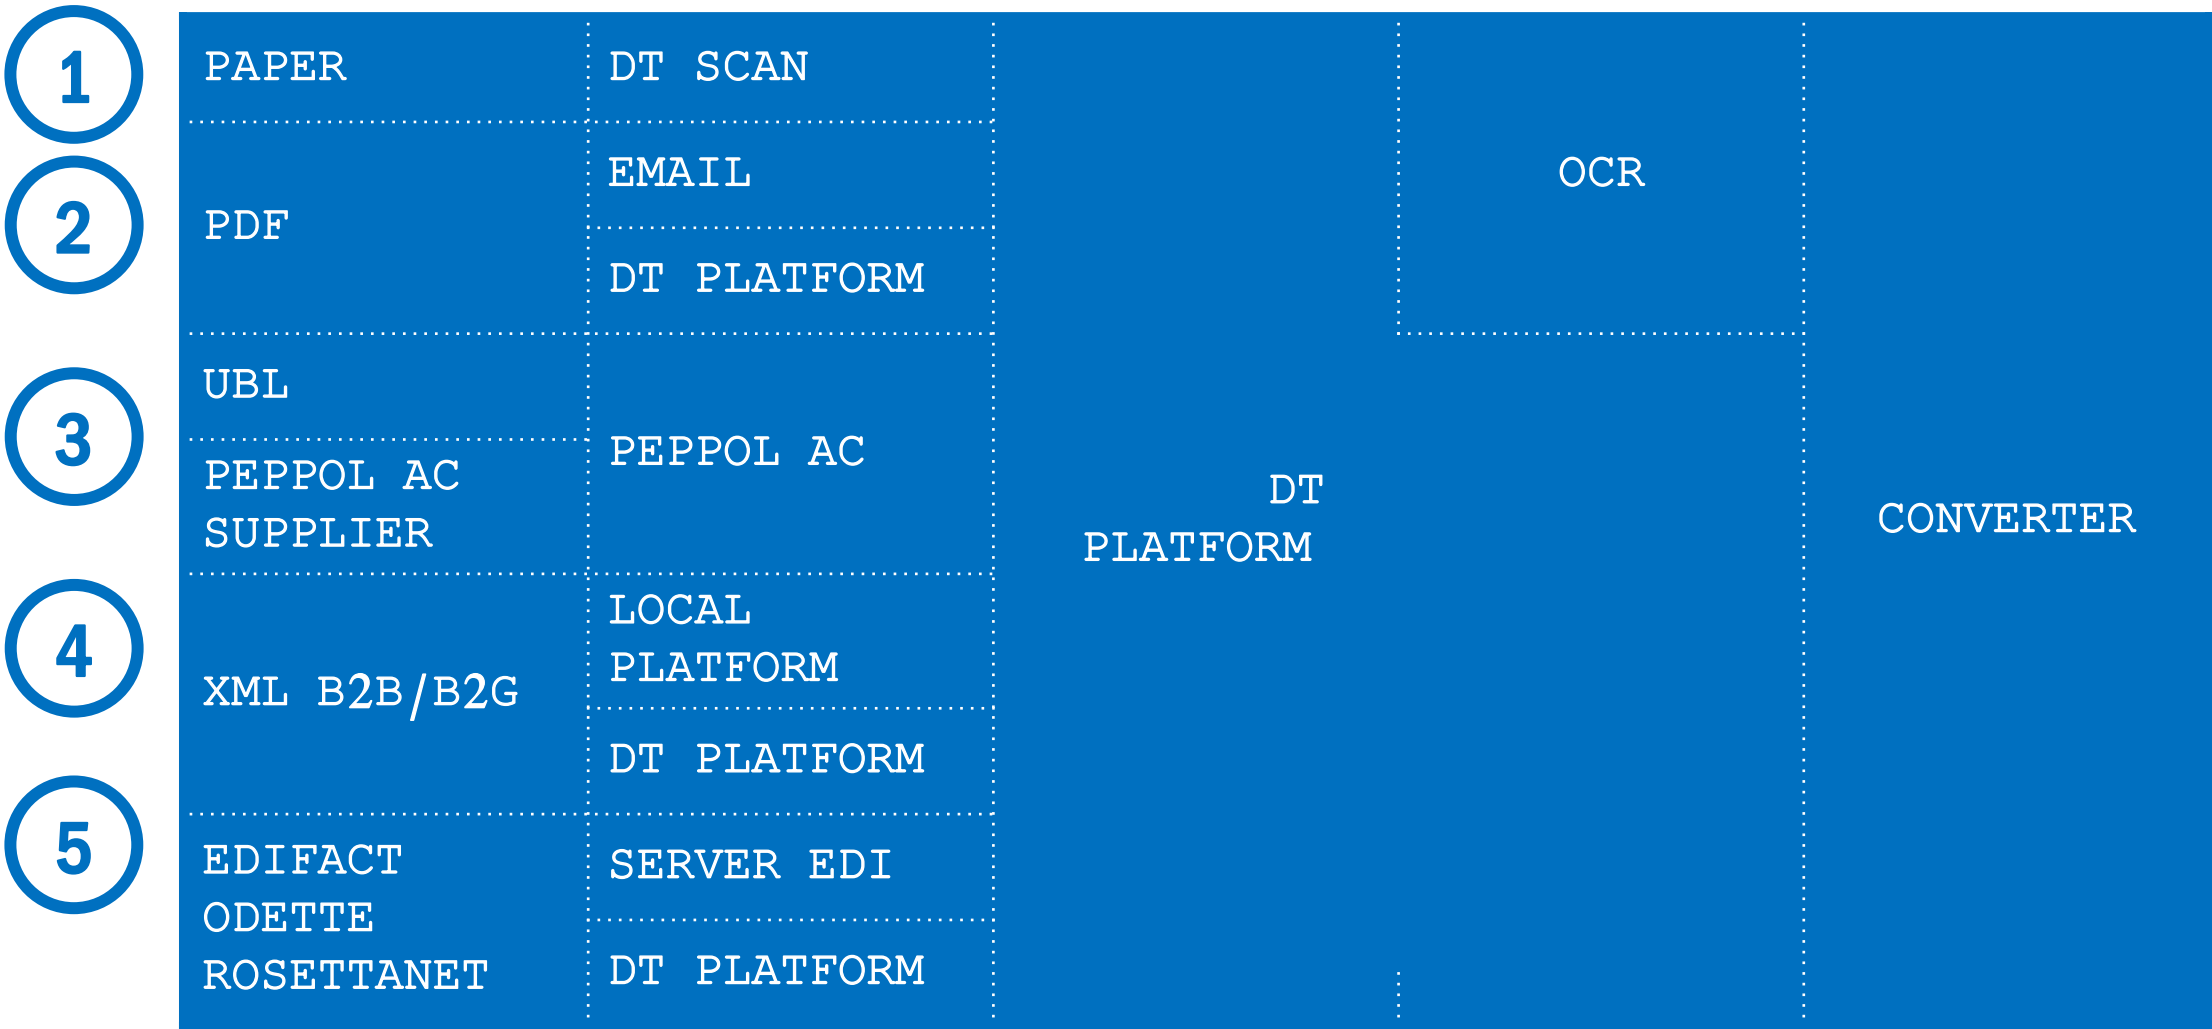 1
PAPER
DT SCAN
2
PDF
EMAIL
DT PLATFORM
OCR
3
UBL
PEPPOL AC
SUPPLIER
PEPPOL AC
DT
PLATFORM
CONVERTER
4
XML B2B/B2G
LOCAL
PLATFORM
DT PLATFORM
5
EDIFACT
ODETTE
ROSETTANET
SERVER EDI
DT PLATFORM